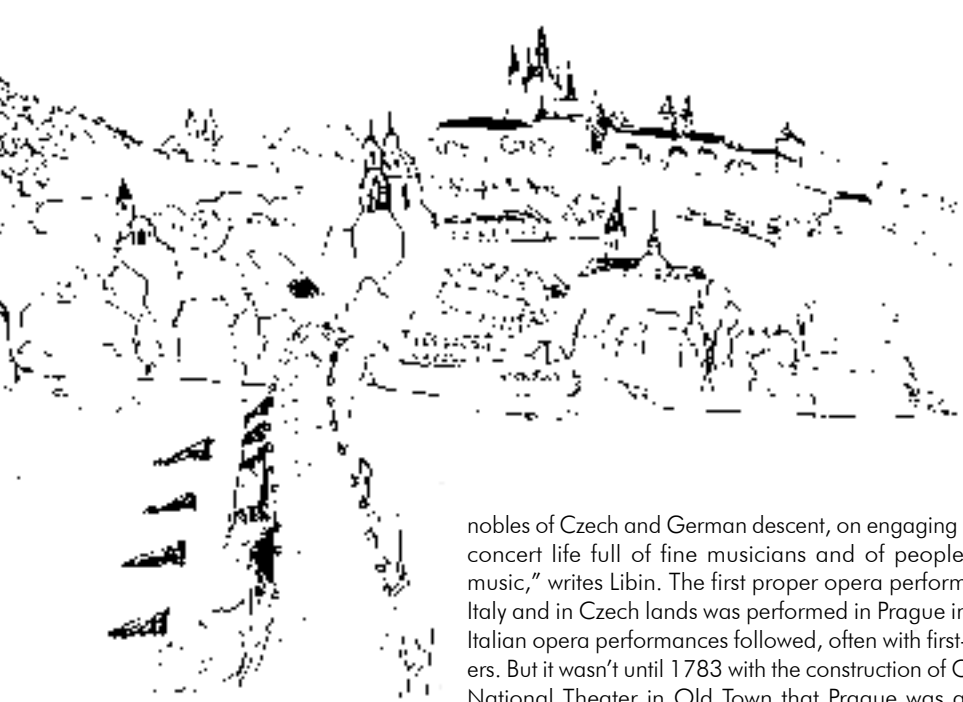 nobles of Czech and German descent, on engaging
concert life full of fine musicians and of people
music,” writes Libin. The first proper opera perform
Italy and in Czech lands was performed in Prague in
Italian opera performances followed, often with first-
ers. But it wasn’t until 1783 with the construction of
National Theater in Old Town that Prague was